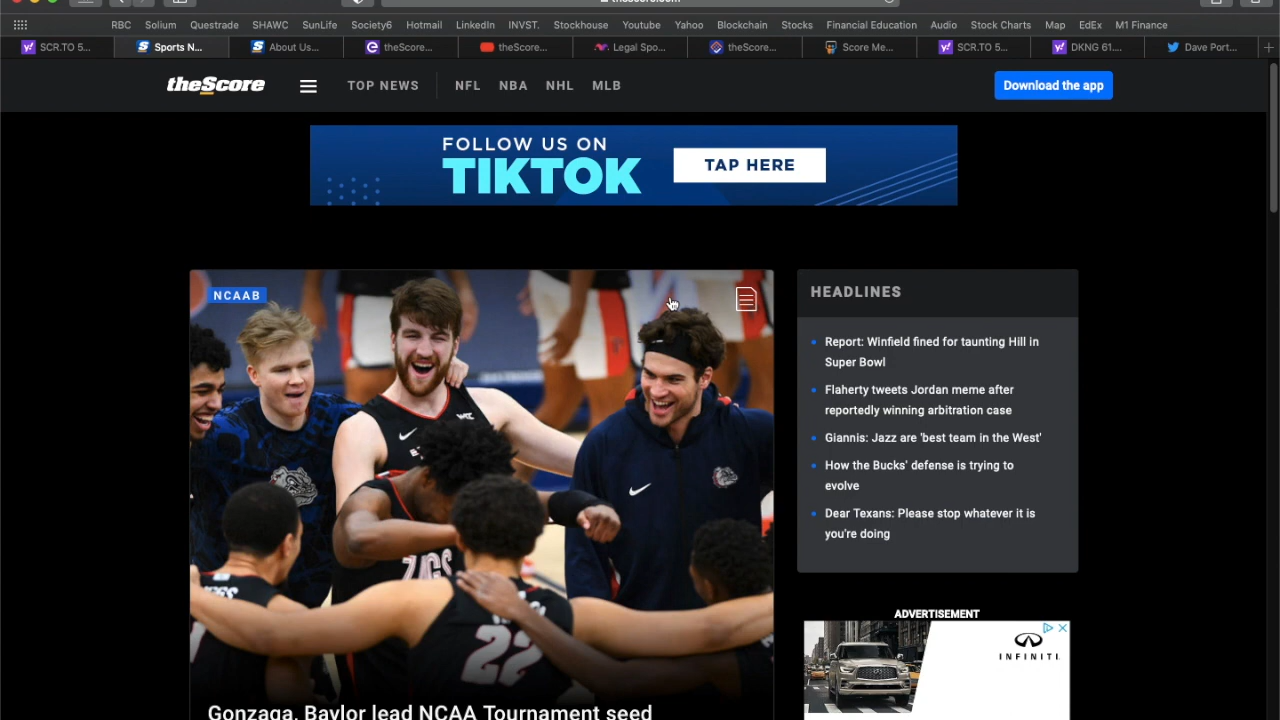 RBC Solium Questrade SHAWC SunLife Society6 Hotmail LinkedIn INVST. Stockhouse Youtube Yahoo Blockchain Stocks Financial Education Audio Stock Charts Map EdEx M1 Finance
SCR.TO 5... Sports N... About Us... theScore... theScore... Legal Spo... theScore... Score Me... SCR.TO 5... DKNG 61.... Dave Port...
theScore TOP NEWS NFL NBA NHL MLB Download the app
FOLLOW US ON
TIKTOK
TAP HERE
NCAAB
ZAGS
22
Gonzaga, Baylor lead NCAA Tournament seed
HEADLINES
Report: Winfield fined for taunting Hill in
Super Bowl
Flaherty tweets Jordan meme after
reportedly winning arbitration case
Giannis: Jazz are 'best team in the West'
How the Bucks' defense is trying to
evolve
Dear Texans: Please stop whatever it is
you're doing
ADVERTISEMENT
INFINITI